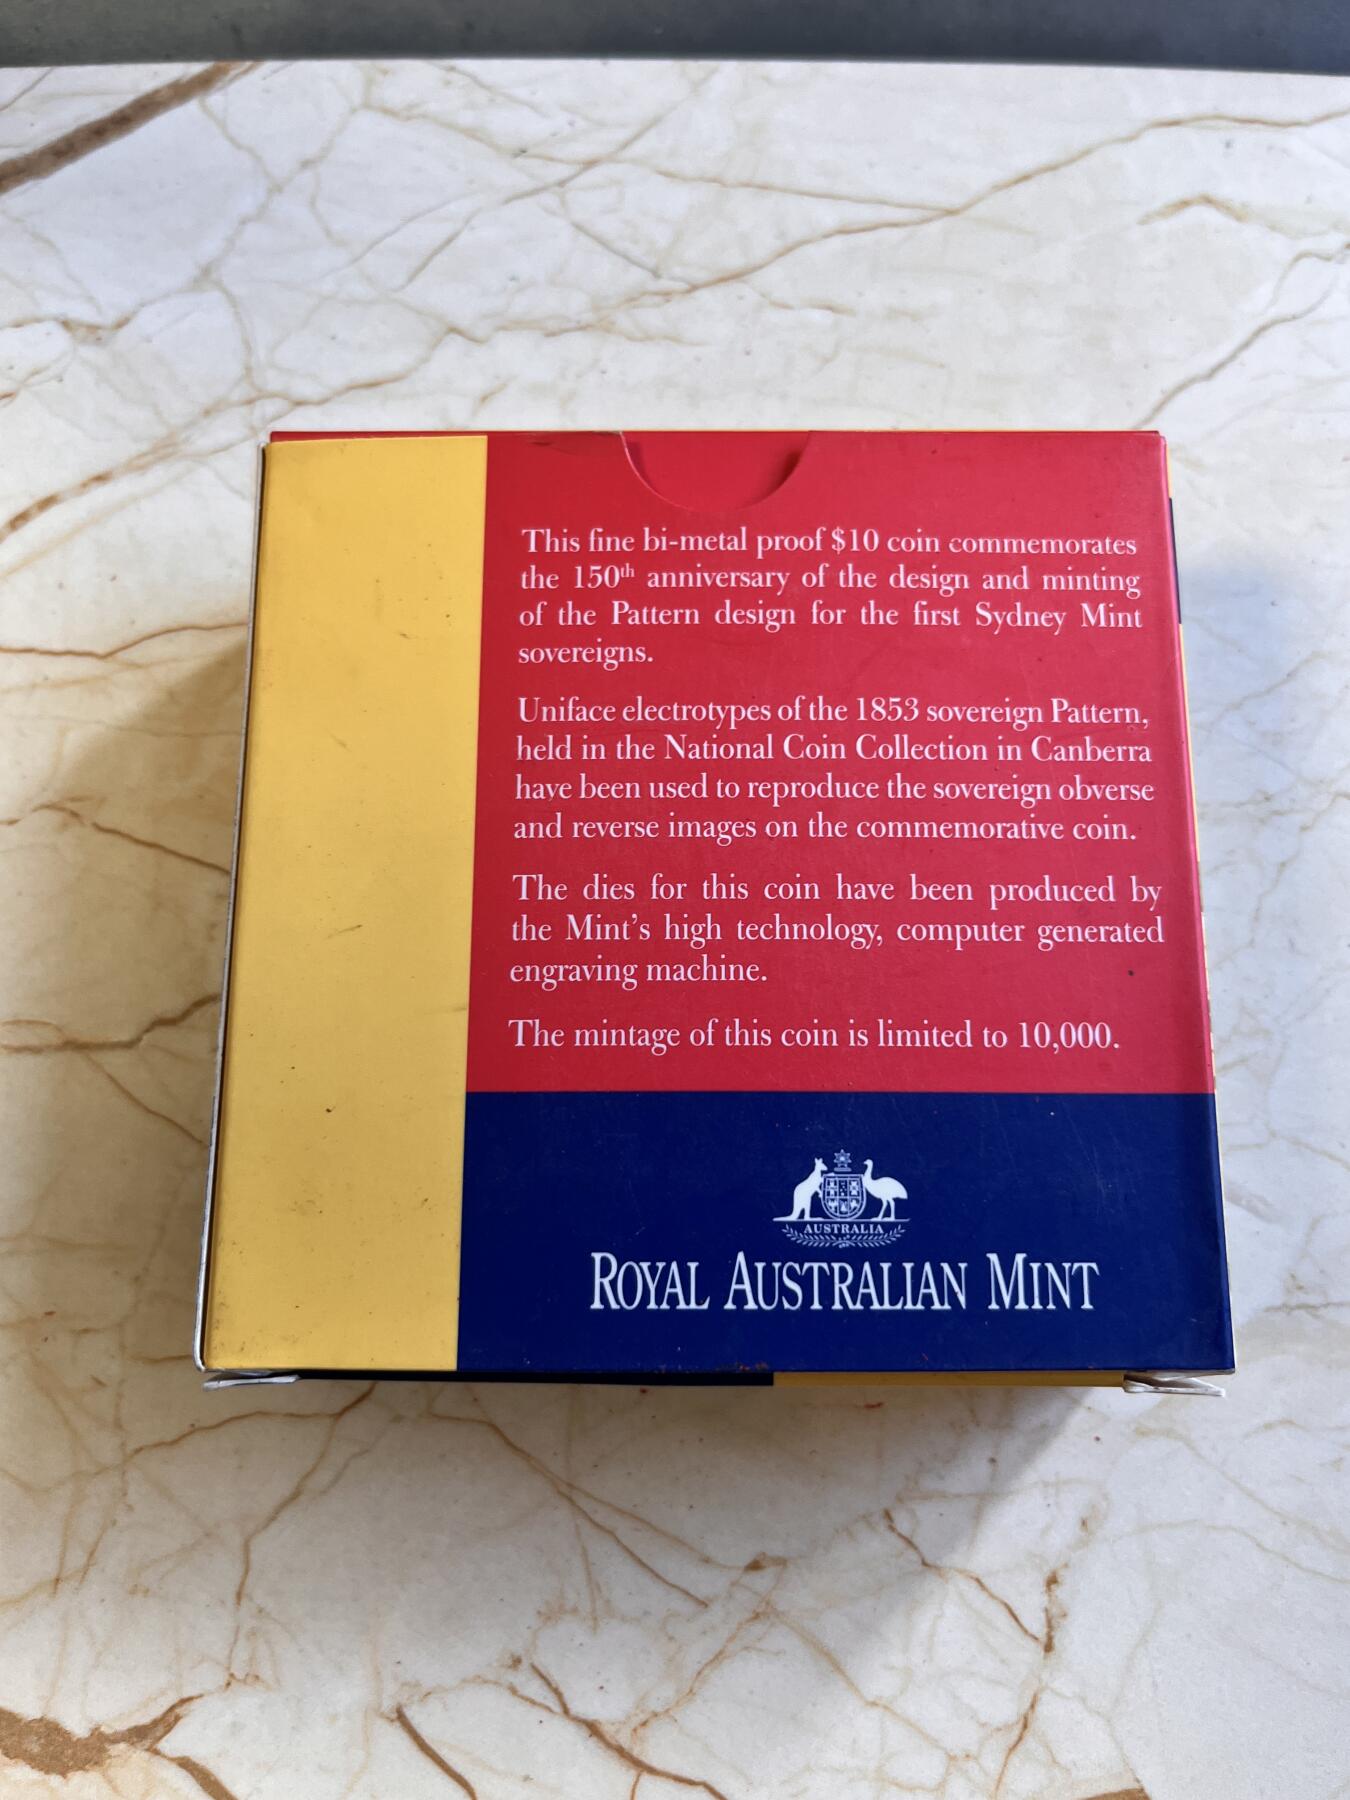 This fine bi-metal proof $10 coin commemorates
the 150th anniversary of the design and minting
of the Pattern design for the first Sydney Mint
sovereigns.
Uniface electrotypes of the 1853 sovereign Pattern,
held in the National Coin Collection in Canberra
have been used to reproduce the sovereign obverse
and reverse images on the commemorative coin.
The dies for this coin have been produced by
the Mint's high technology, computer generated
engraving machine.
The mintage of this coin is limited to 10,000.
AUSTRALIA
ROYAL AUSTRALIAN MINT